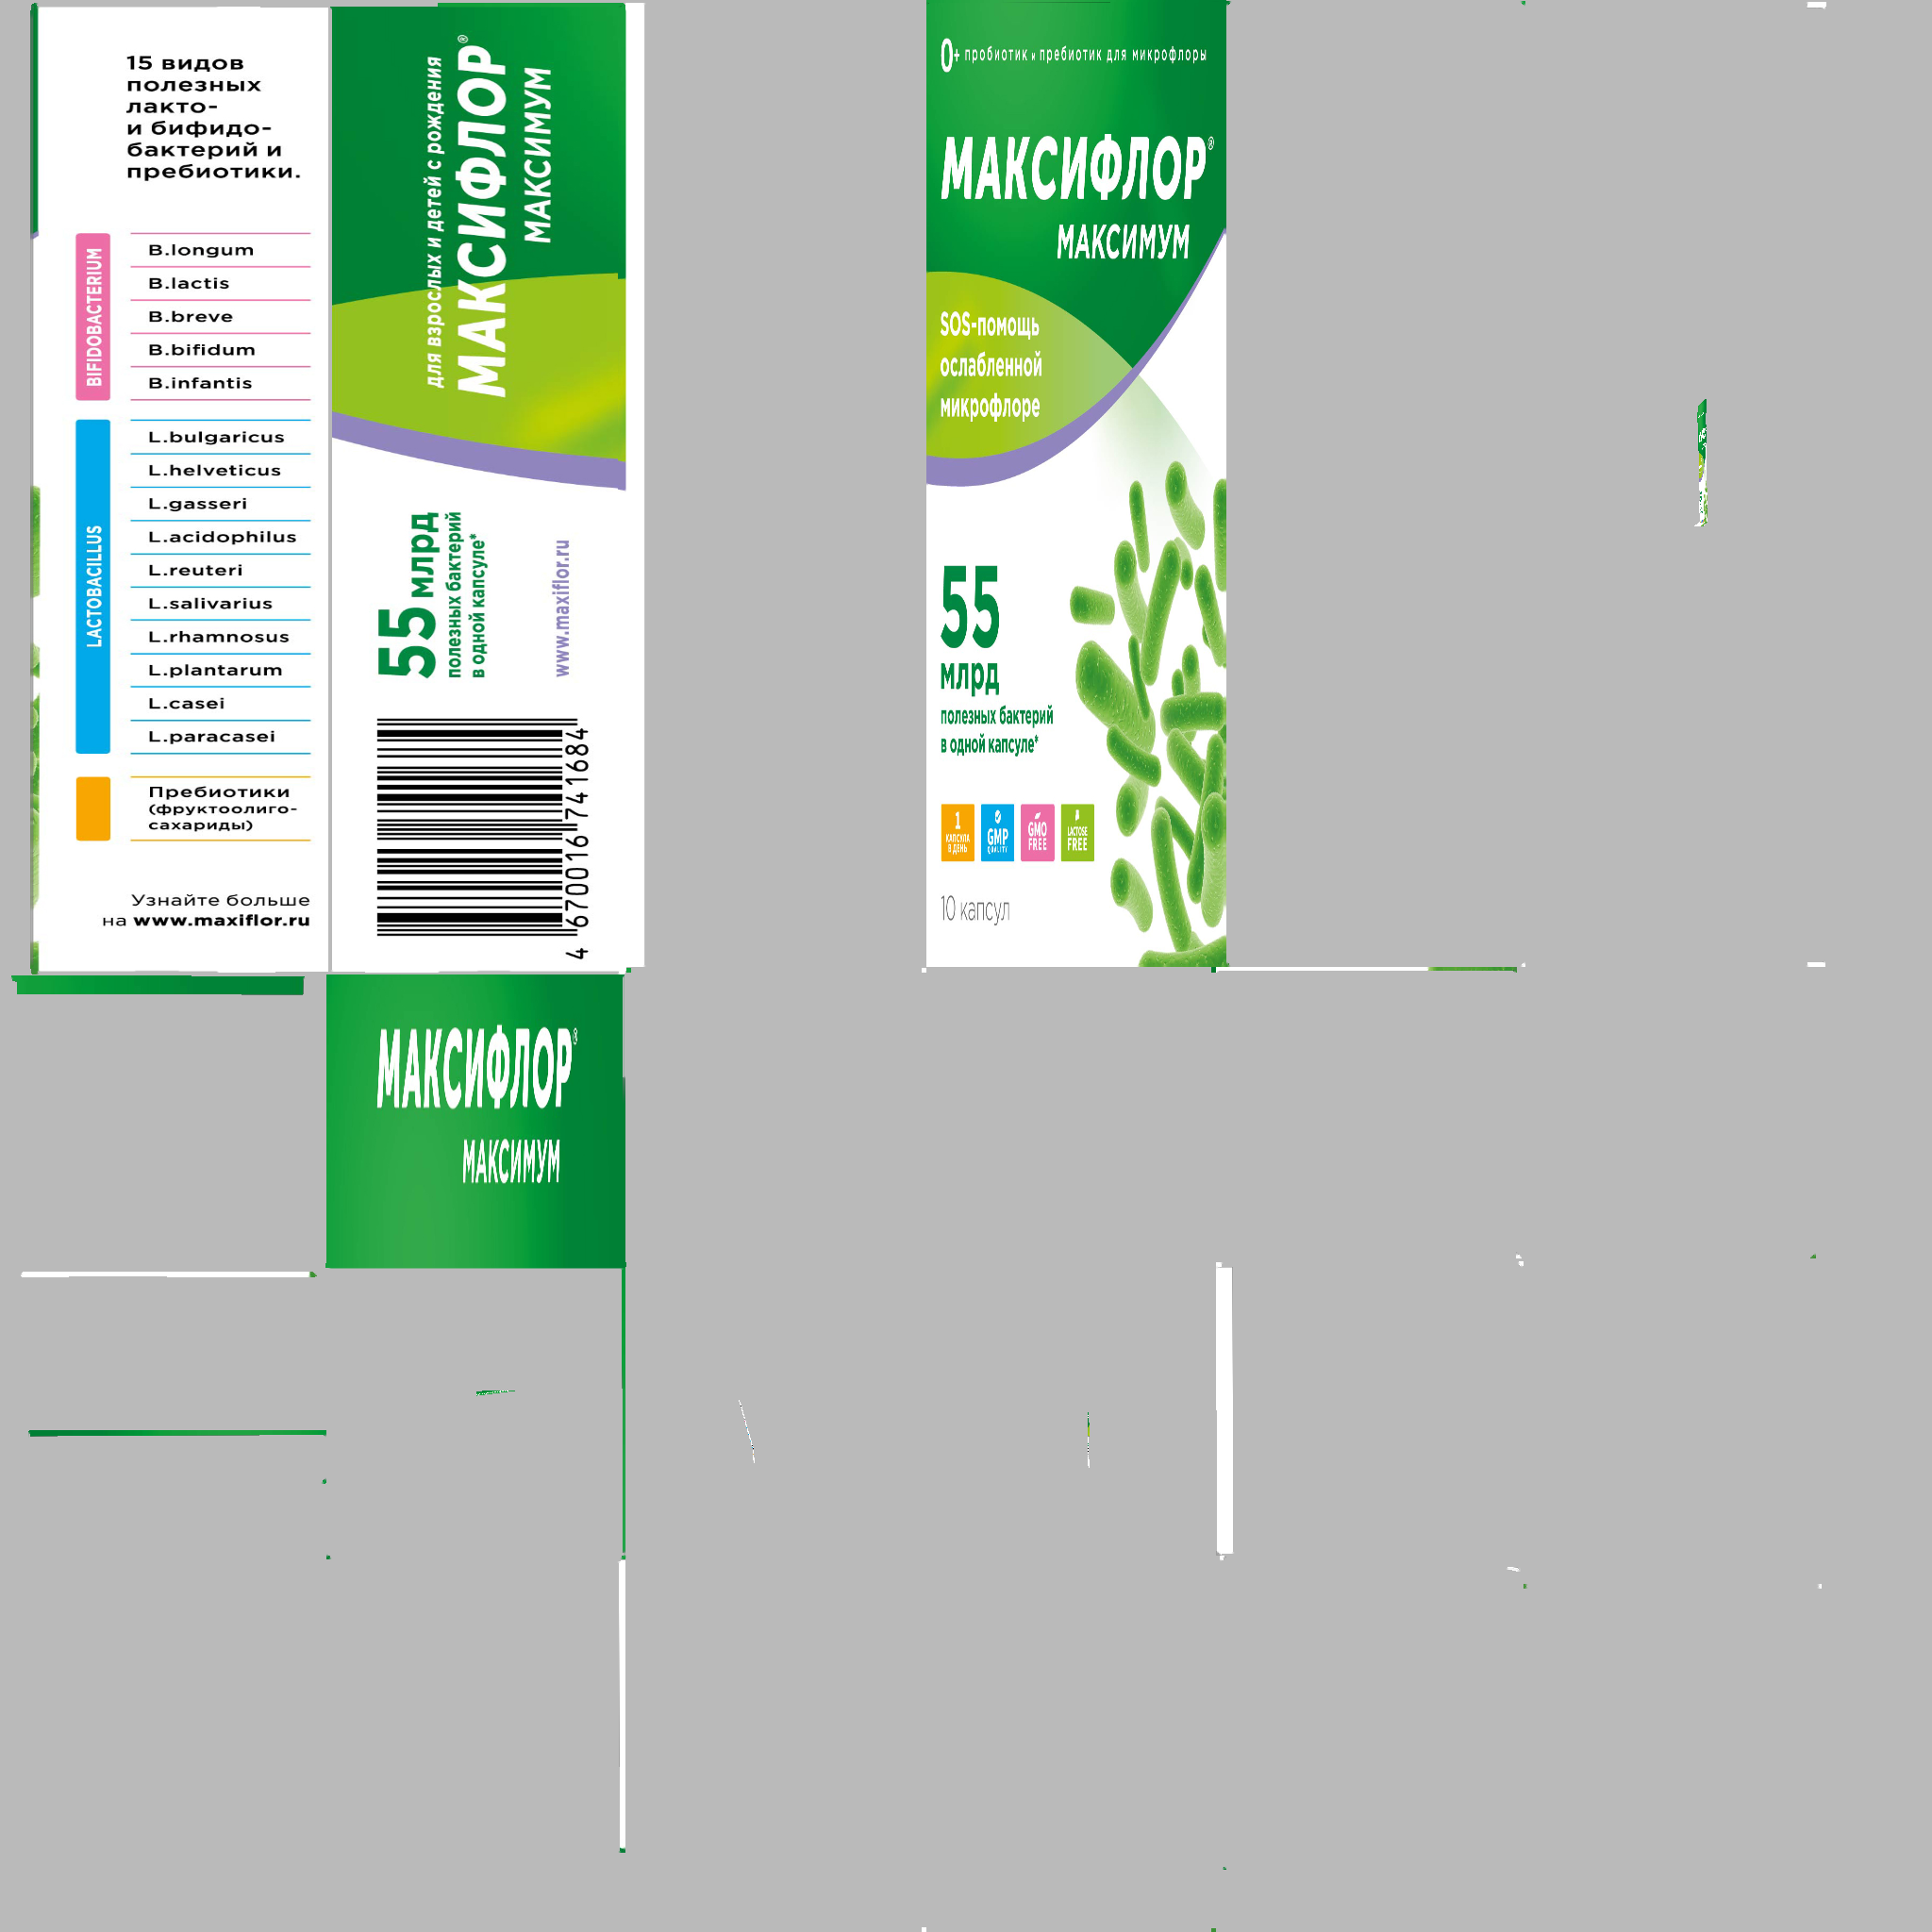 15 видов
полезных
лакто-
и бифидо-
бактерий и
пребиотики.
BIFIDOBACTERIUM
B.longum
B.lactis
B.breve
B.bifidum
B.infantis
LACTOBACILLUS
L.bulgaricus
L.helveticus
L.gasseri
L.acidophilus
L.reuteri
L.salivarius
L.rhamnosus
L.plantarum
L.casei
L.paracasei
Пребиотики
(фруктоолиго-
сахариды)
Узнайте больше
на www.maxiflor.ru
для взрослых и детей с рождения
МАКСИФЛОР®
МАКСИМУМ
55 млрд
полезных бактерий
в одной капсуле*
www.maxiflor.ru
4 670016 741684
0+ пробиотик и пребиотик для микрофлоры
МАКСИФЛОР®
МАКСИМУМ
SOS-помощь
ослабленной
микрофлоре
55
млрд
полезных бактерий
в одной капсуле*
1
КАПСУЛА
В ДЕНЬ
GMP
QUALITY
GMO
FREE
LACTOSE
FREE
10 капсул
МАКСИФЛОР®
МАКСИМУМ